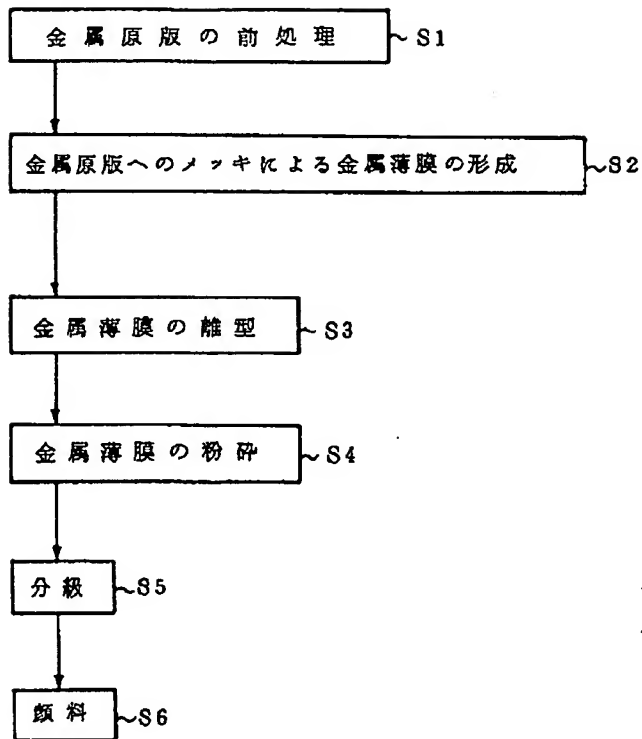 金属原版の前処理 ~S1
金属原版へのメッキによる金属薄膜の形成 ~S2
金属薄膜の離型 ~S3
金属薄膜の粉砕 ~S4
分級 ~S5
顔料 ~S6